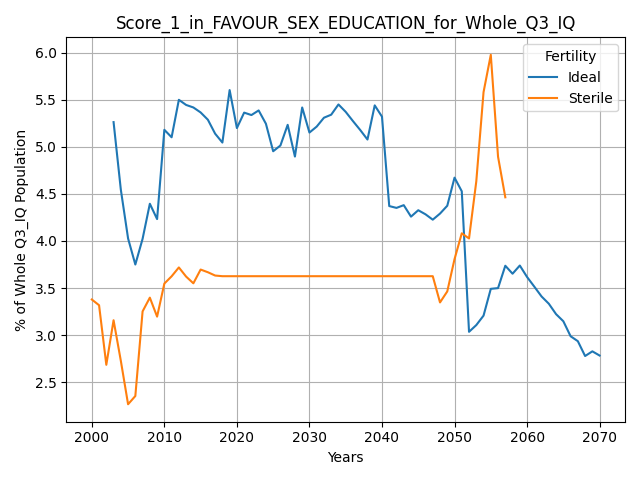 Score_1_in_FAVOUR_SEX_EDUCATION_for_Whole_Q3_IQ
Fertility
Ideal
Sterile
% of Whole Q3_IQ Population
6.0
5.5
5.0
4.5
4.0
3.5
3.0
2.5
2000 2010 2020 2030 2040 2050 2060 2070
Years